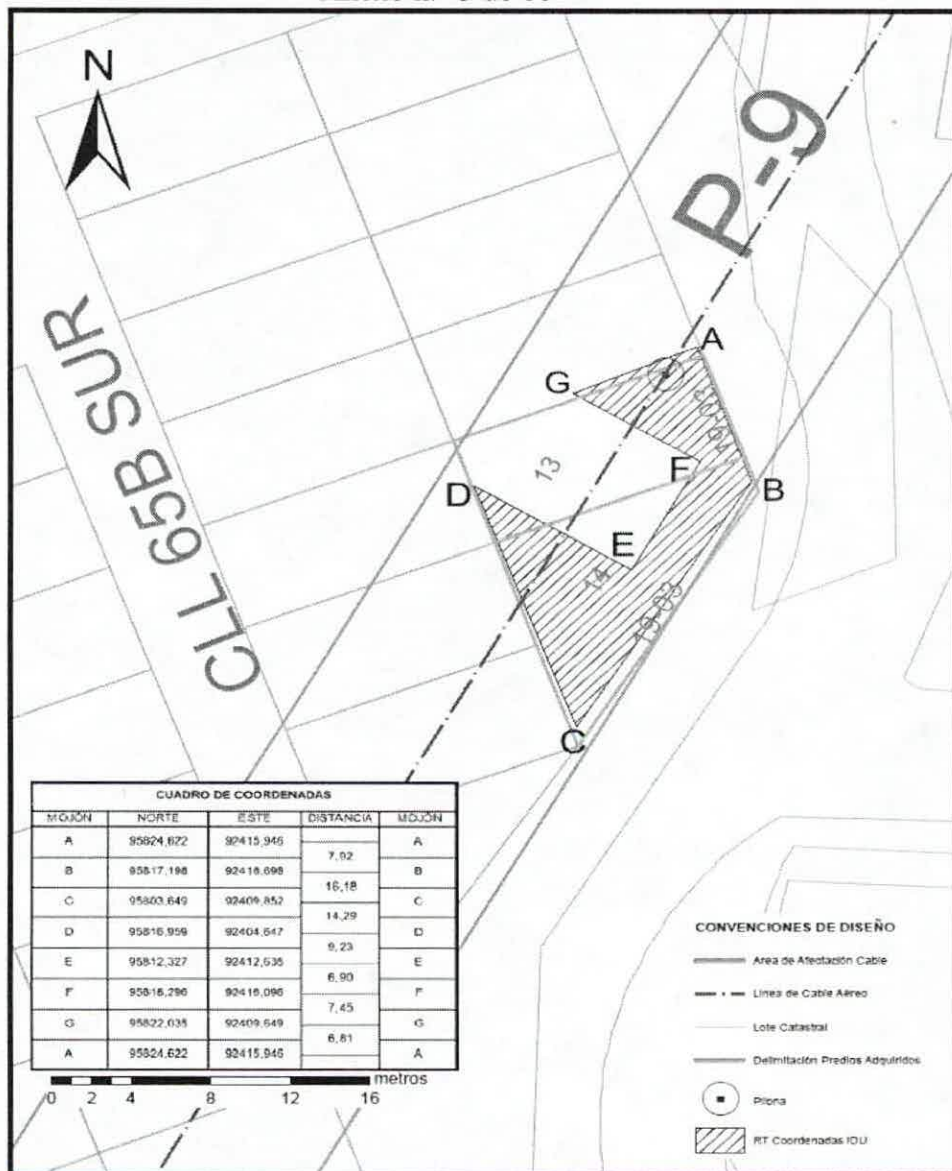 N
P-9
CLL 65B SUR
A
G
13
F
B
D
E
14
19-03
C
CUADRO DE COORDENADAS
MOJÓN NORTE ESTE DISTANCIA MOJÓN
A 95824,622 92415,946 A
7,92
B 95817,198 92418,698 B
16,18
C 95803,649 92409,852 C
14,29
D 95816,959 92404,647 D
9,23
E 95812,327 92412,635 E
6,90
F 95818,296 92416,096 F
7,45
G 95822,035 92409,649 G
6,81
A 95824,622 92415,946 A
metros
0 2 4 8 12 16
CONVENCIONES DE DISEÑO
Area de Afectación Cable
Linea de Cable Aéreo
Lote Catastral
Delimitación Predios Adquiridos
Pilona
RT Coordenadas IDU